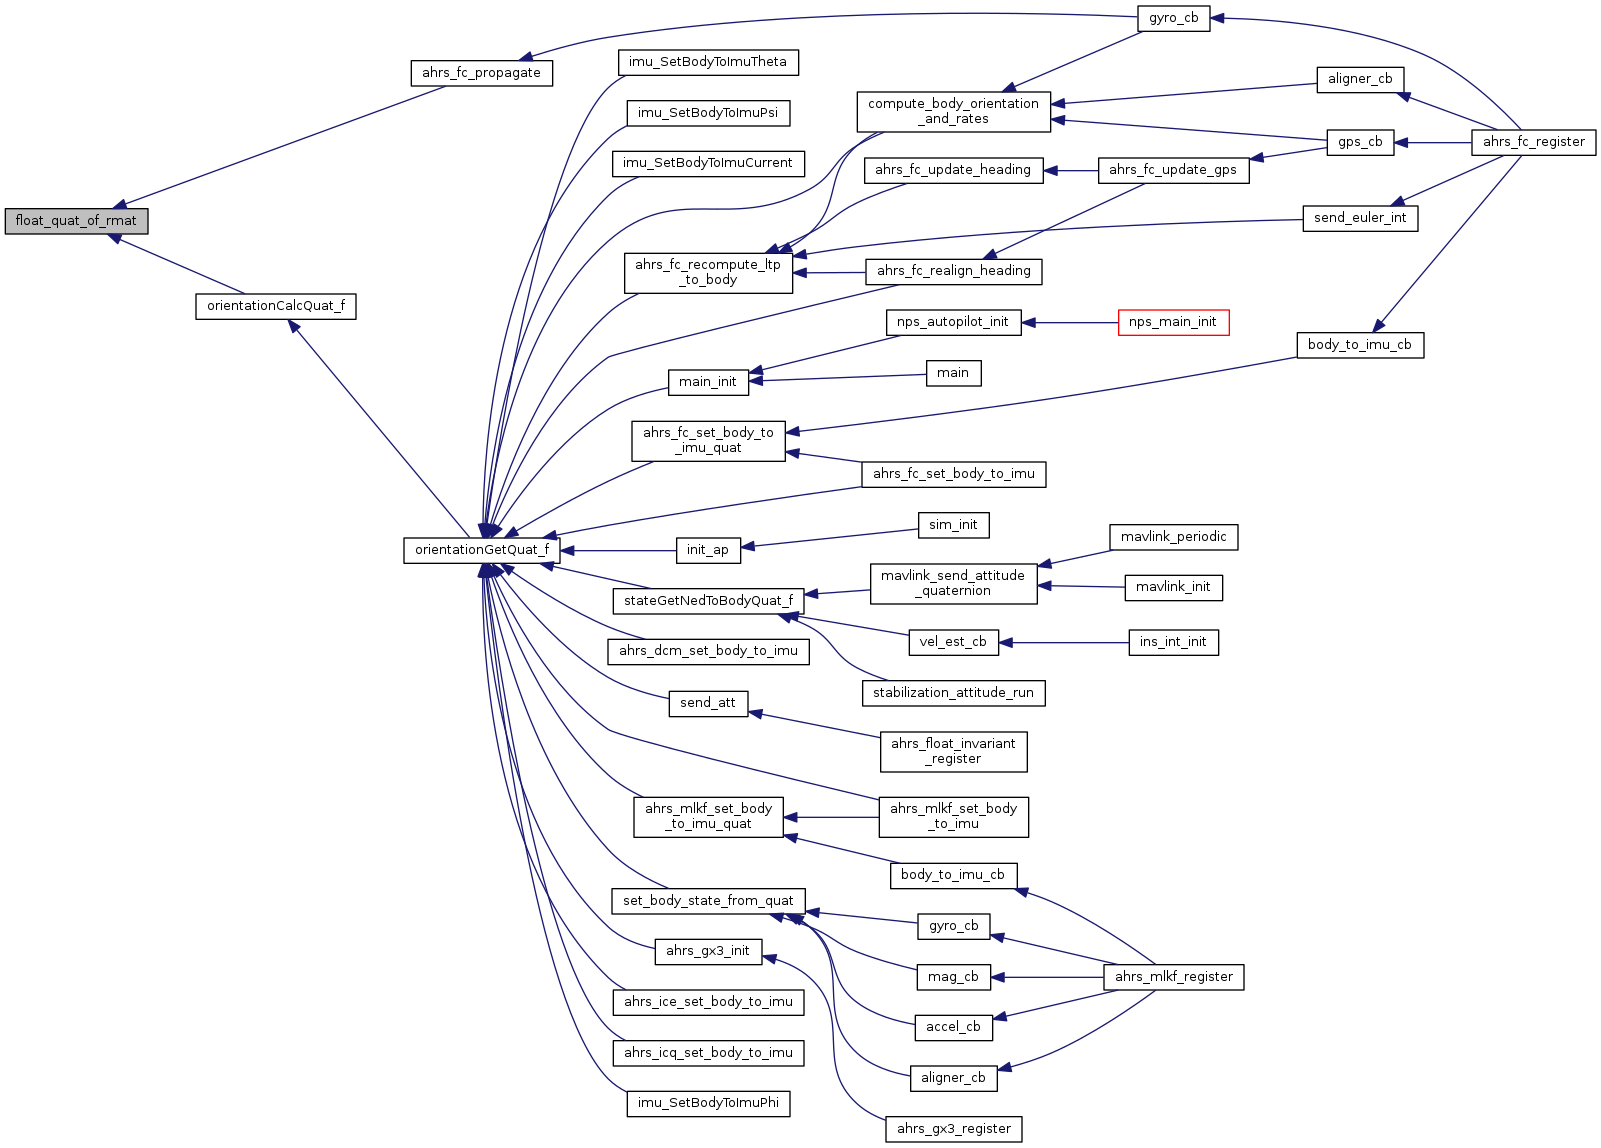 gyro_cb
imu_SetBodyToImuTheta
ahrs_fc_propagate
aligner_cb
compute_body_orientation
_and_rates
imu_SetBodyToImuPsi
gps_cb
ahrs_fc_register
imu_SetBodyToImuCurrent
ahrs_fc_update_heading
ahrs_fc_update_gps
float_quat_of_rmat
send_euler_int
ahrs_fc_recompute_ltp
_to_body
ahrs_fc_realign_heading
orientationCalcQuat_f
nps_autopilot_init
nps_main_init
body_to_imu_cb
main_init
main
ahrs_fc_set_body_to
_imu_quat
ahrs_fc_set_body_to_imu
sim_init
mavlink_periodic
orientationGetQuat_f
init_ap
mavlink_send_attitude
_quaternion
mavlink_init
stateGetNedToBodyQuat_f
vel_est_cb
ins_int_init
ahrs_dcm_set_body_to_imu
stabilization_attitude_run
send_att
ahrs_float_invariant
_register
ahrs_mlkf_set_body
_to_imu_quat
ahrs_mlkf_set_body
_to_imu
body_to_imu_cb
set_body_state_from_quat
gyro_cb
ahrs_gx3_init
mag_cb
ahrs_mlkf_register
ahrs_ice_set_body_to_imu
accel_cb
ahrs_icq_set_body_to_imu
aligner_cb
imu_SetBodyToImuPhi
ahrs_gx3_register